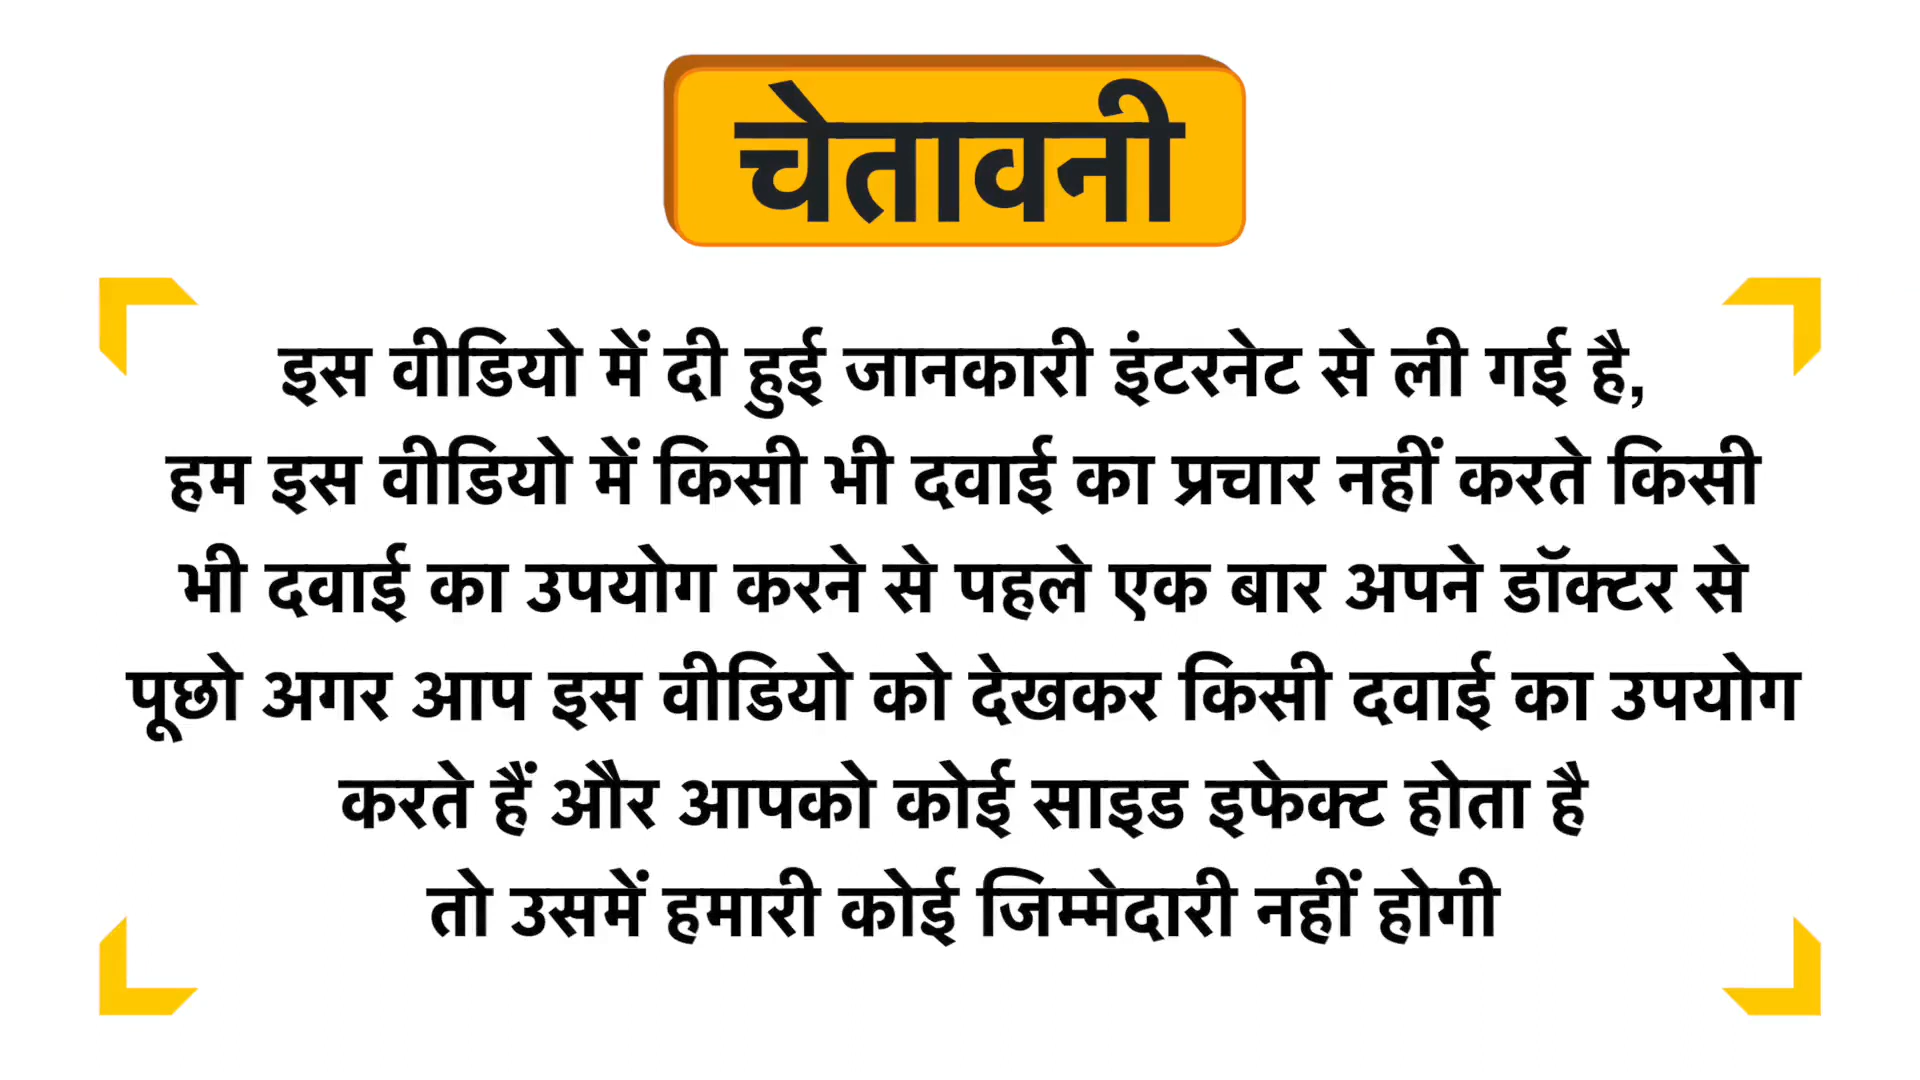 चेतावनी
इस वीडियो में दी हुई जानकारी इंटरनेट से ली गई है,
हम इस वीडियो में किसी भी दवाई का प्रचार नहीं करते किसी
भी दवाई का उपयोग करने से पहले एक बार अपने डॉक्टर से
पूछो अगर आप इस वीडियो को देखकर किसी दवाई का उपयोग
करते हैं और आपको कोई साइड इफेक्ट होता है
तो उसमें हमारी कोई जिम्मेदारी नहीं होगी